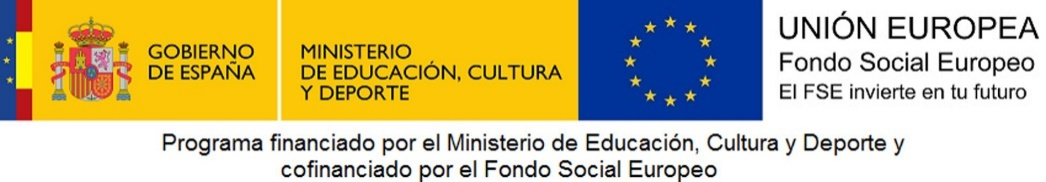 GOBIERNO
DE ESPAÑA
MINISTERIO
DE EDUCACIÓN, CULTURA
Y DEPORTE
UNIÓN EUROPEA
Fondo Social Europeo
El FSE invierte en tu futuro
Programa financiado por el Ministerio de Educación, Cultura y Deporte y
cofinanciado por el Fondo Social Europeo